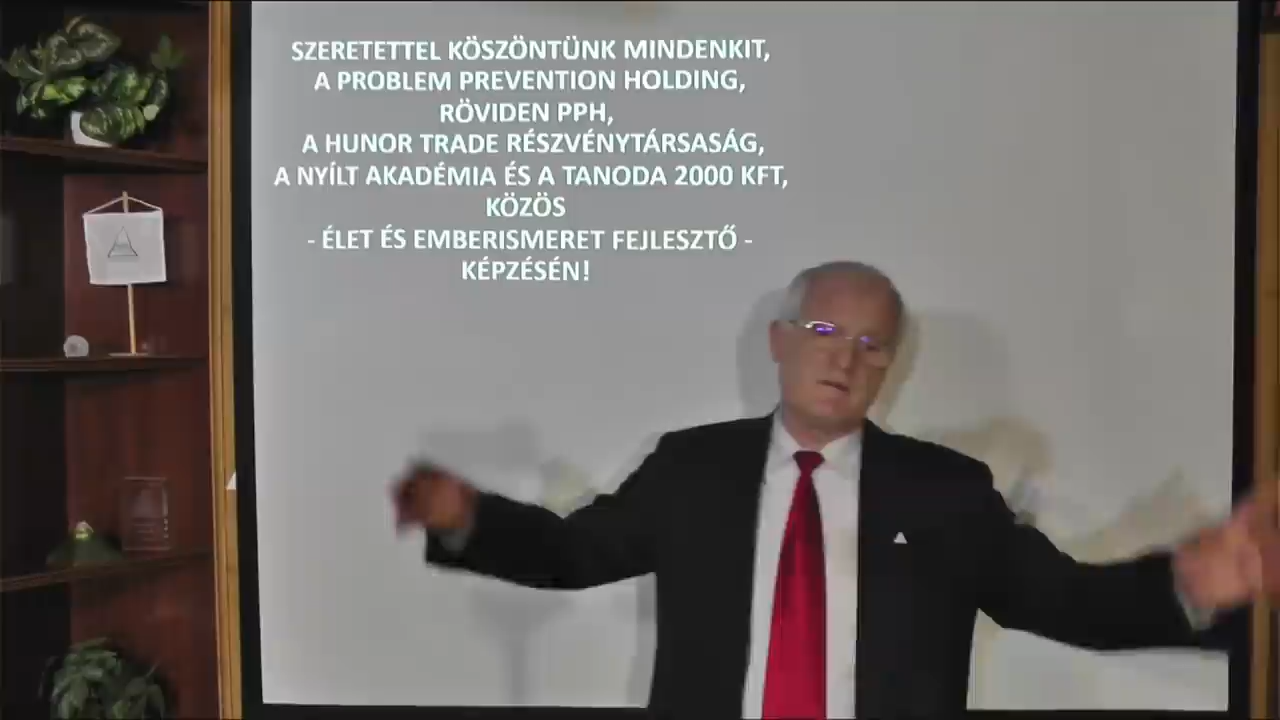 SZERETETTEL KÖSZÖNTÜNK MINDENKIT,
A PROBLEM PREVENTION HOLDING,
RÖVIDEN PPH,
A HUNOR TRADE RÉSZVÉNYTÁRSASÁG,
A NYÍLT AKADÉMIA ÉS A TANODA 2000 KFT,
KÖZÖS
- ÉLET ÉS EMBERISMERET FEJLESZTŐ -
KÉPZÉSÉN!